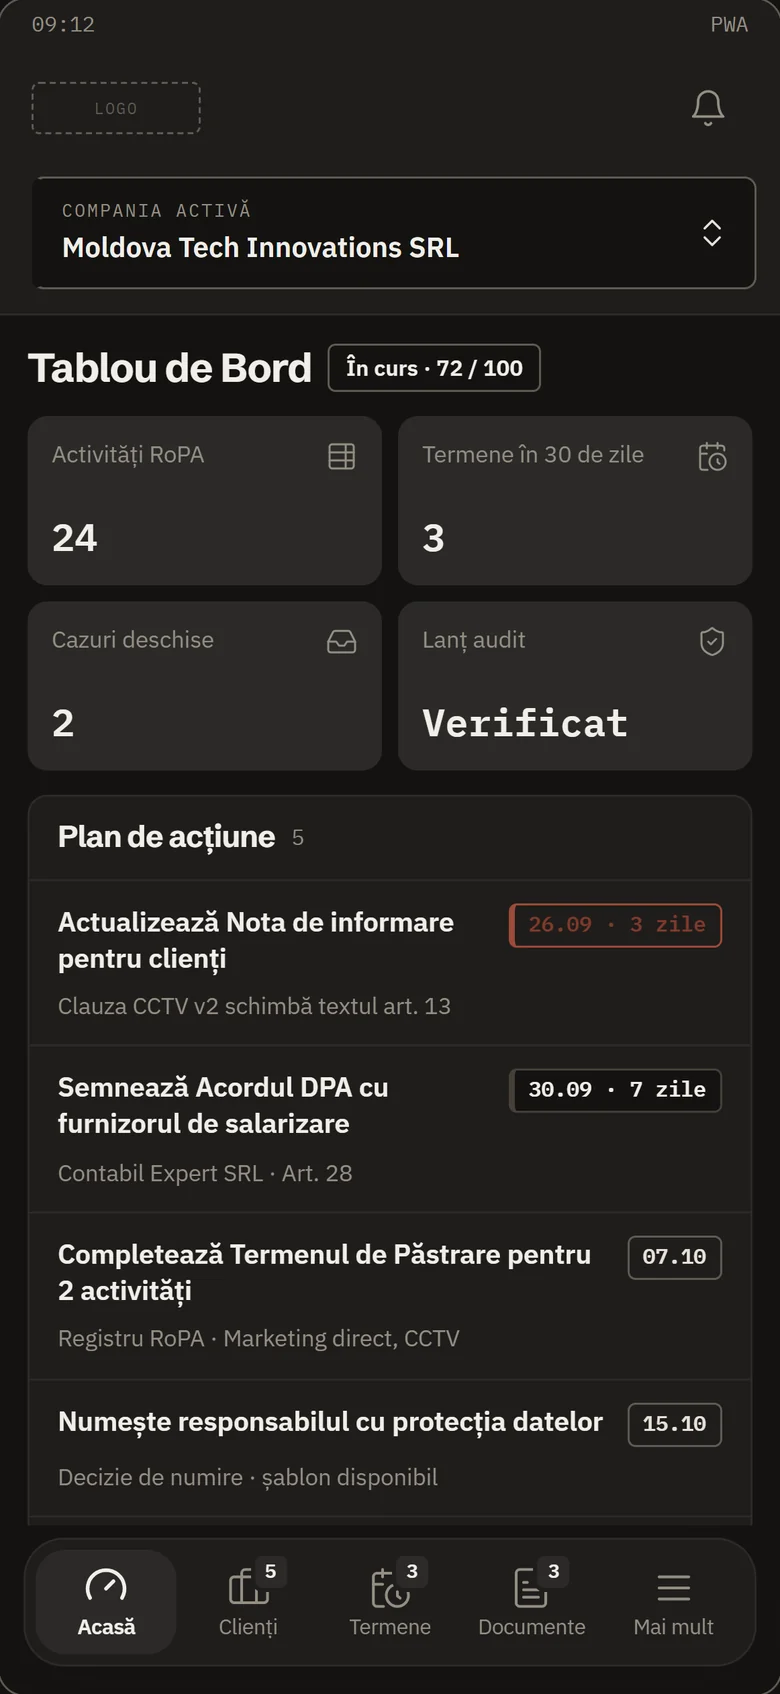 09:12
PWA
LOGO
COMPANIA ACTIVĂ
Moldova Tech Innovations SRL
Tablou de Bord
În curs · 72 / 100
Activități RoPA
Termene în 30 de zile
24
3
Cazuri deschise
Lanț audit
2
Verificat
Plan de acțiune 5
Actualizează Nota de informare
pentru clienți
26.09 · 3 zile
Clauza CCTV v2 schimbă textul art. 13
Semnează Acordul DPA cu
furnizorul de salarizare
30.09 · 7 zile
Contabil Expert SRL · Art. 28
Completează Termenul de Păstrare pentru
2 activități
07.10
Registru RoPA · Marketing direct, CCTV
Numește responsabilul cu protecția datelor
15.10
Decizie de numire · șablon disponibil
Acasă
5
Clienți
3
Termene
3
Documente
Mai mult